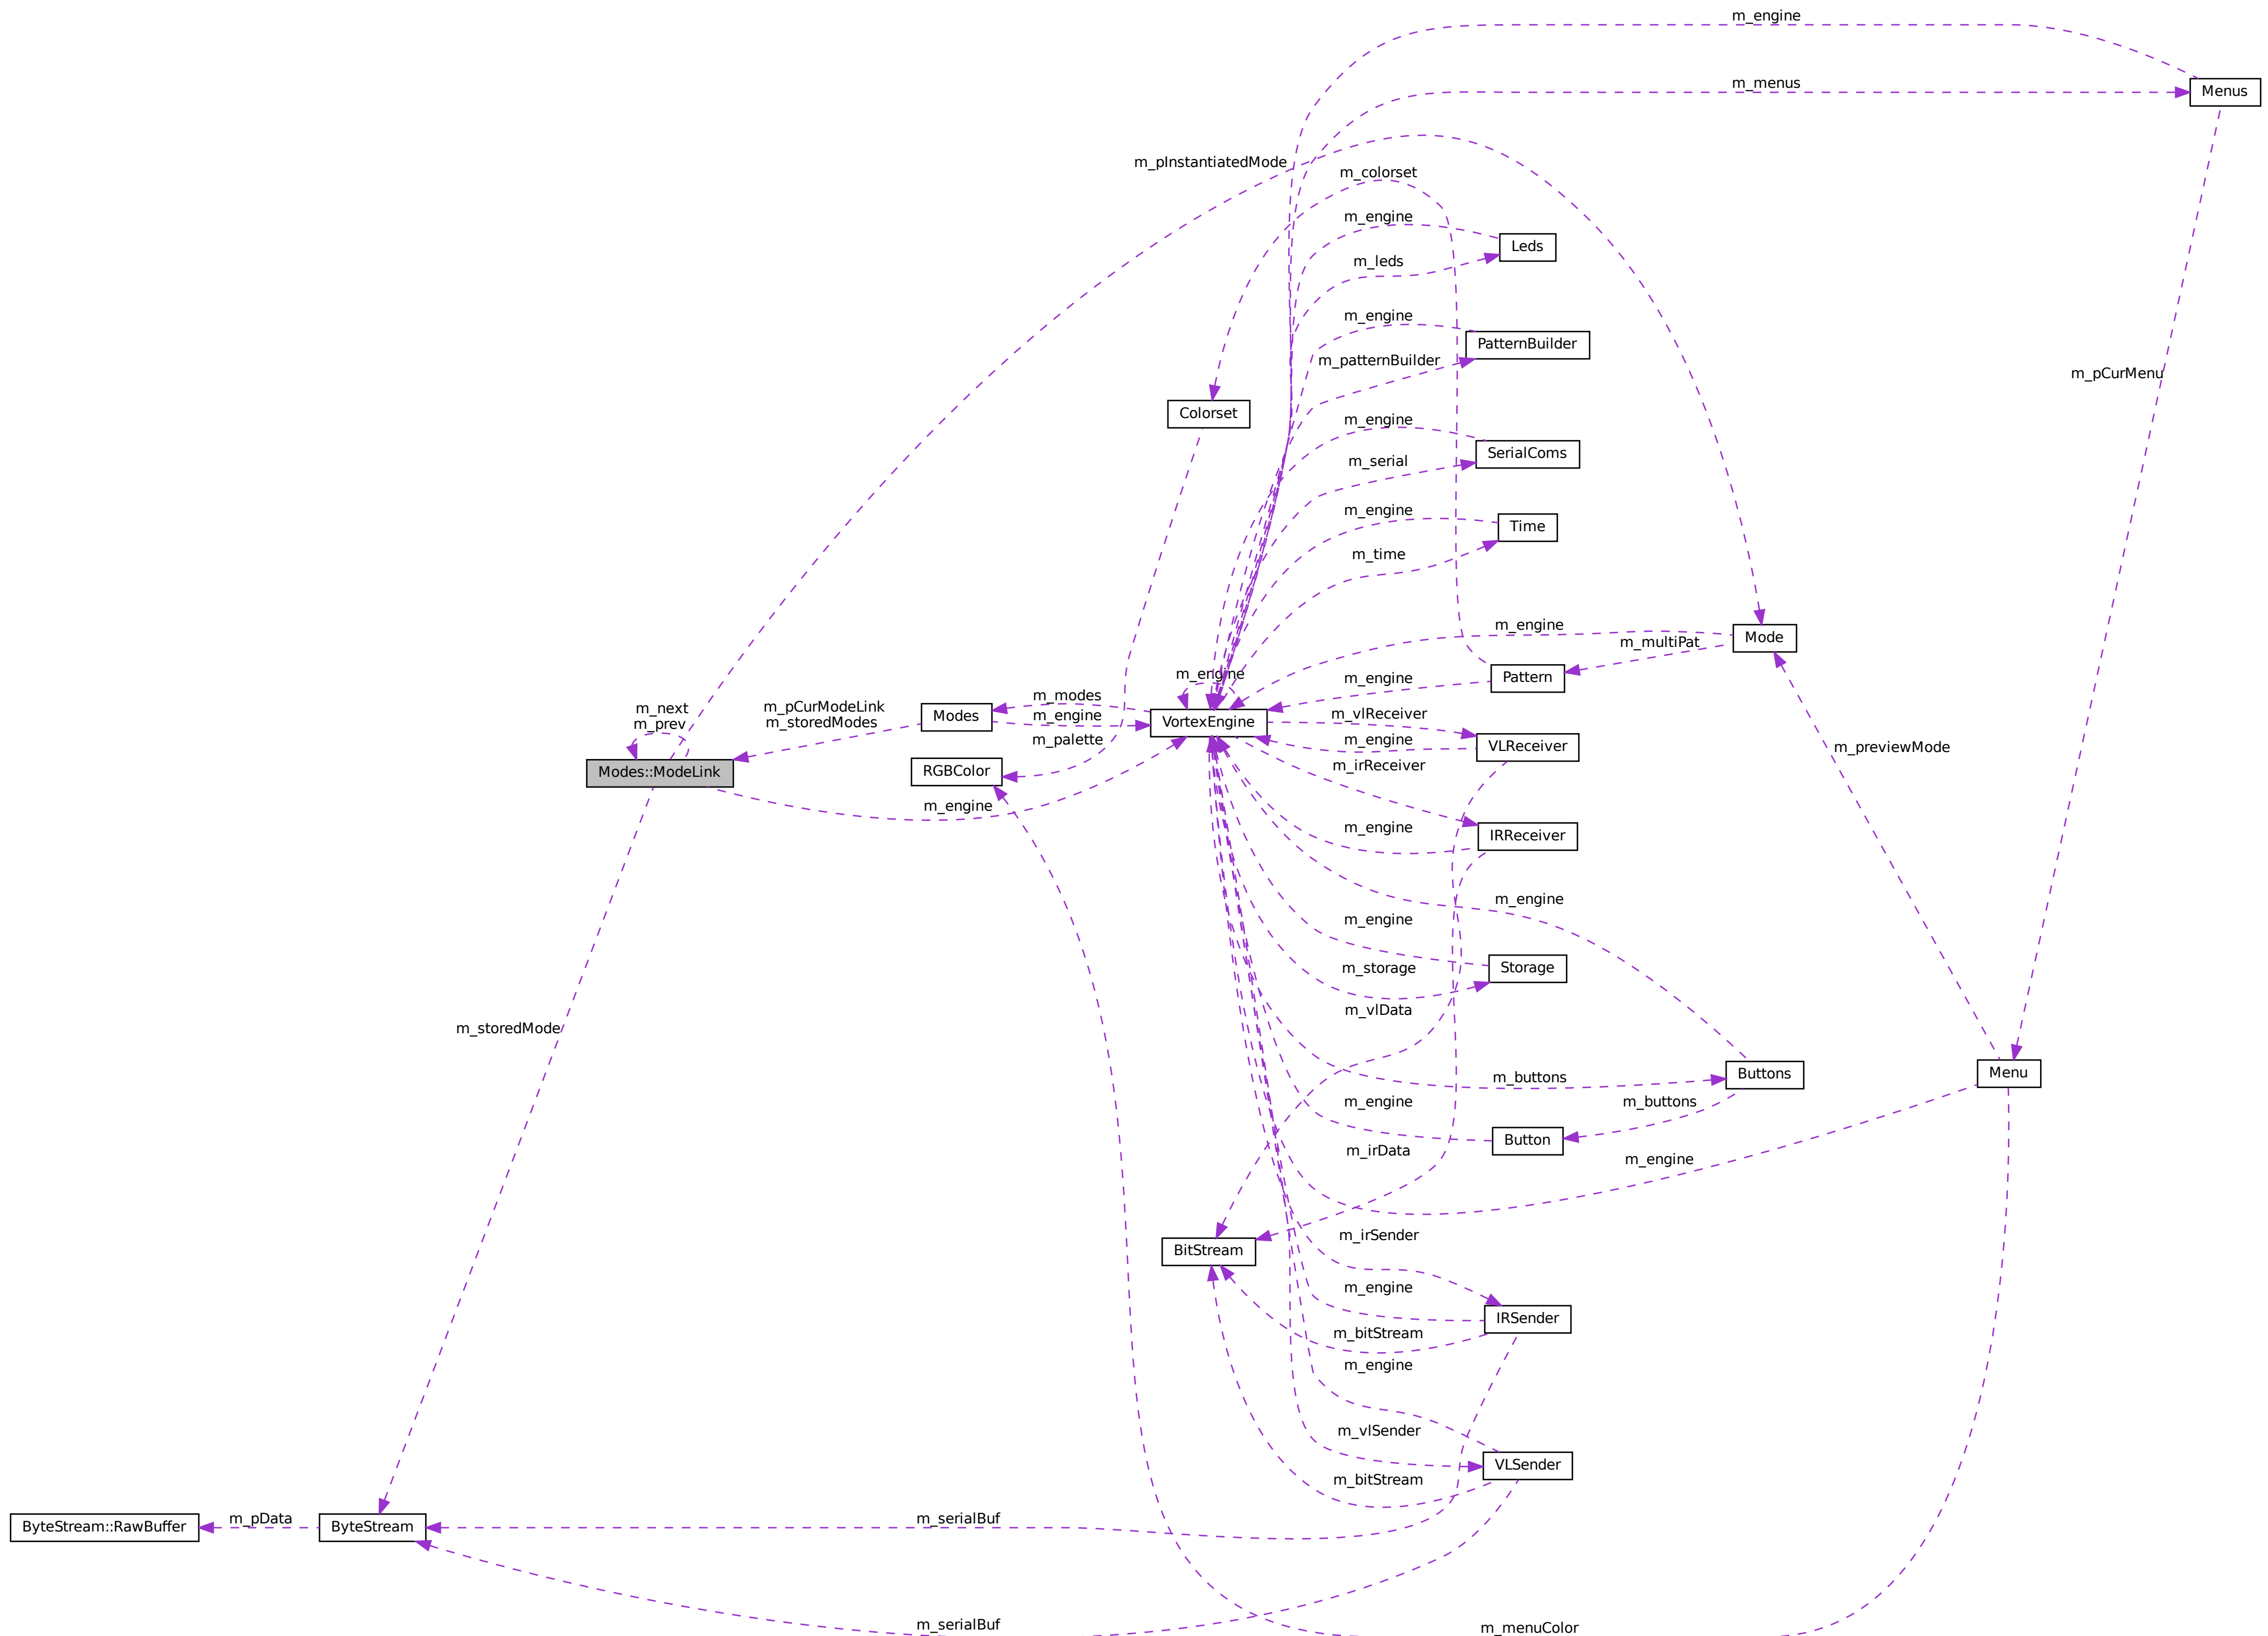 m_engine
Menus
m_menus
m_pInstantiatedMode
m_colorset
m_engine
Leds
m_leds
m_engine
PatternBuilder
m_patternBuilder
m_pCurMenu
Colorset
m_engine
SerialComs
m_serial
m_engine
Time
m_time
m_engine
Mode
m_multiPat
m_engine
m_engine
Pattern
m_modes
m_next
m_prev
m_pCurModeLink
m_storedModes
Modes
m_engine
VortexEngine
m_vlReceiver
m_palette
m_engine
VLReceiver
m_previewMode
Modes::ModeLink
RGBColor
m_irReceiver
m_engine
m_engine
IRReceiver
m_engine
m_engine
m_storedMode
m_storage
Storage
m_vlData
m_buttons
Buttons
Menu
m_engine
m_buttons
Button
m_irData
m_engine
BitStream
m_irSender
m_engine
IRSender
m_bitStream
m_engine
m_vlSender
VLSender
m_bitStream
ByteStream::RawBuffer
m_pData
ByteStream
m_serialBuf
m_serialBuf
m_menuColor